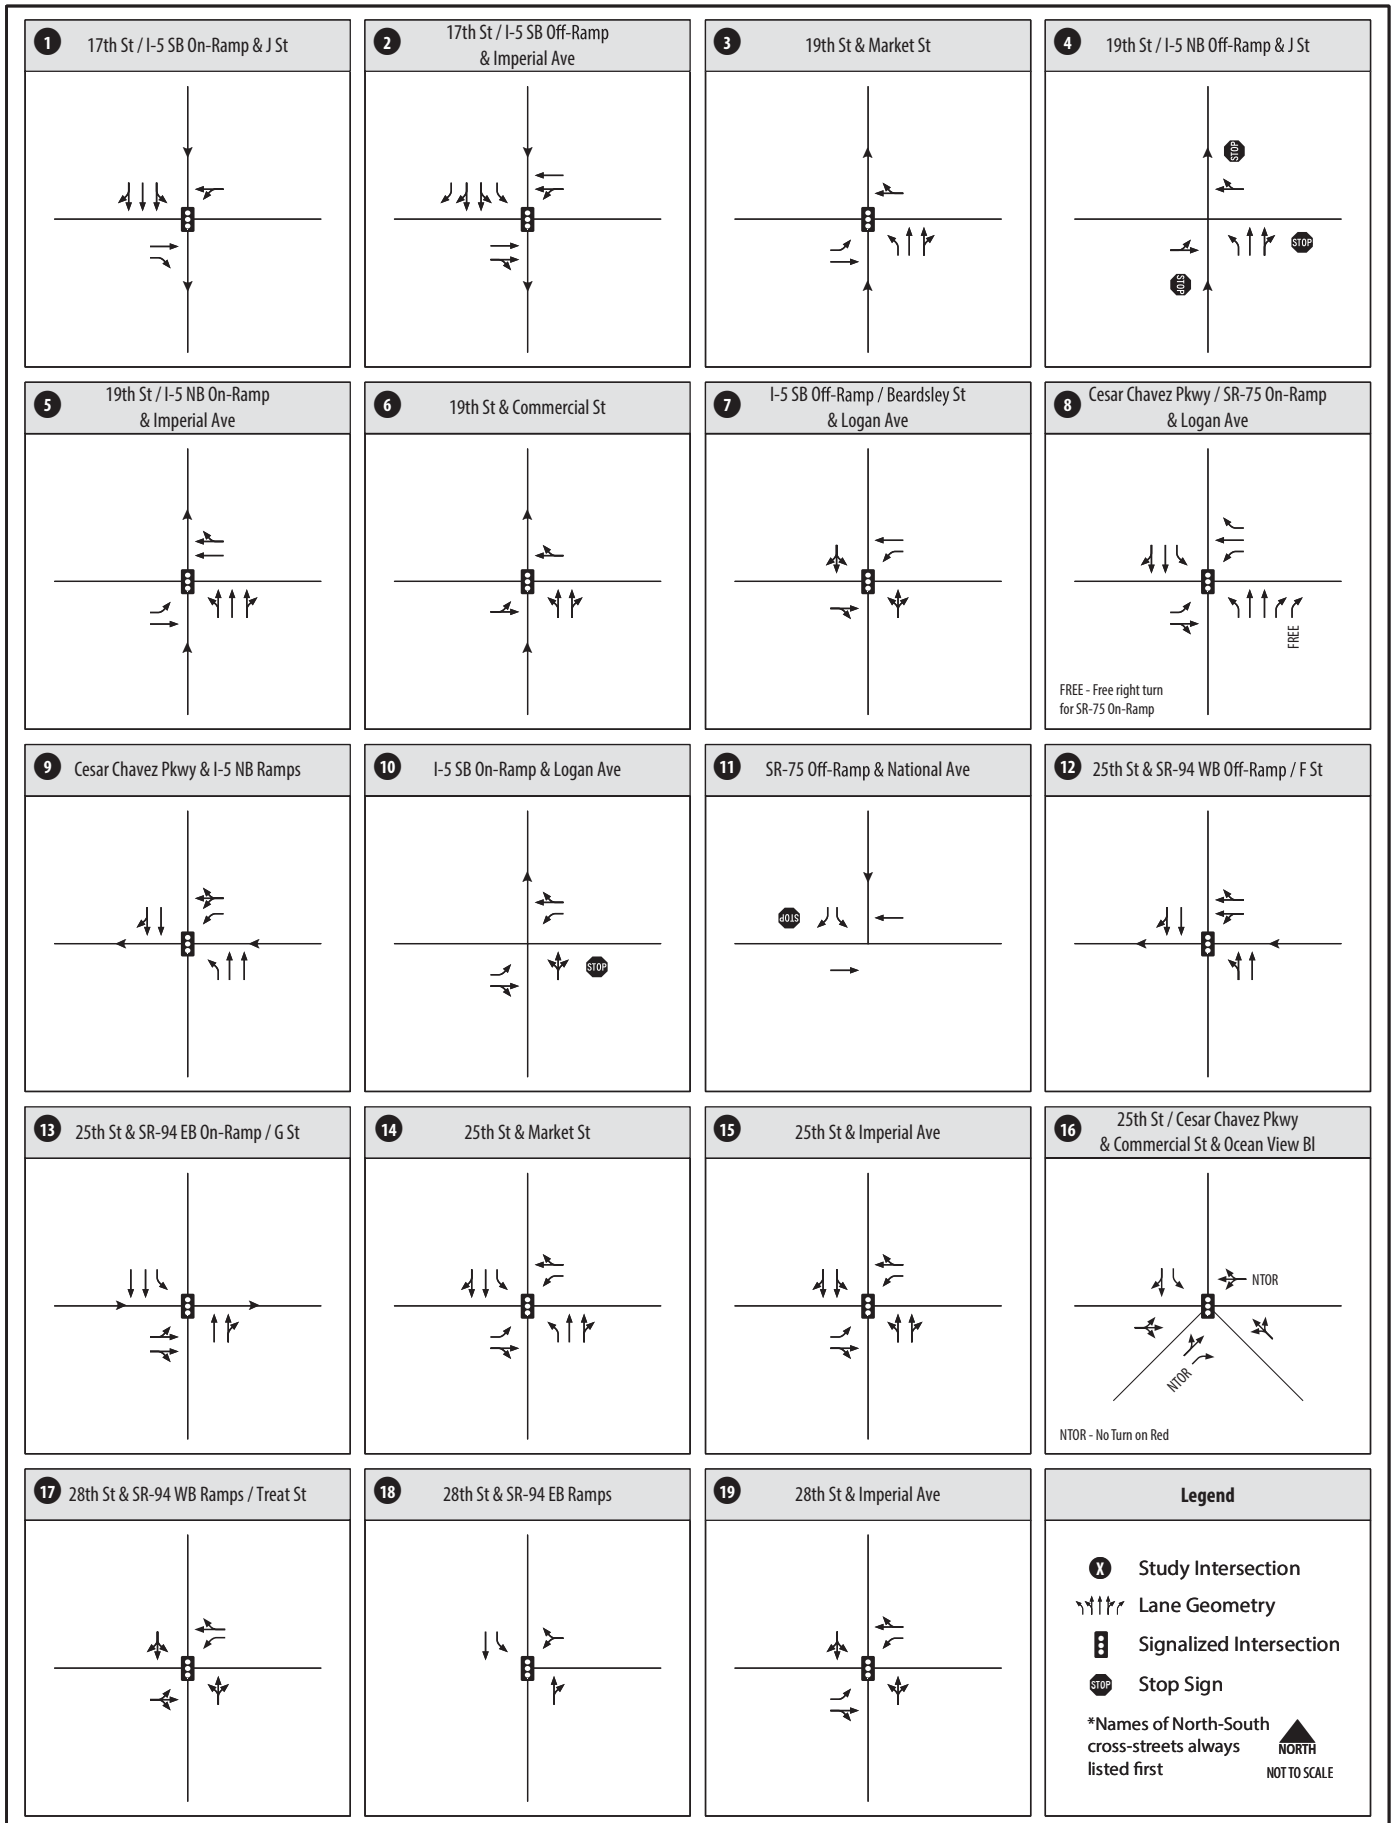 1 17th St / I-5 SB On-Ramp & J St
2 17th St / I-5 SB Off-Ramp
& Imperial Ave
3 19th St & Market St
4 19th St / I-5 NB Off-Ramp & J St
STOP
STOP
STOP
5 19th St / I-5 NB On-Ramp
& Imperial Ave
6 19th St & Commercial St
7 I-5 SB Off-Ramp / Beardsley St
& Logan Ave
8 Cesar Chavez Pkwy / SR-75 On-Ramp
& Logan Ave
FREE
FREE - Free right turn
for SR-75 On-Ramp
9 Cesar Chavez Pkwy & I-5 NB Ramps
10 I-5 SB On-Ramp & Logan Ave
STOP
11 SR-75 Off-Ramp & National Ave
STOP
12 25th St & SR-94 WB Off-Ramp / F St
13 25th St & SR-94 EB On-Ramp / G St
14 25th St & Market St
15 25th St & Imperial Ave
16 25th St / Cesar Chavez Pkwy
& Commercial St & Ocean View Bl
NTOR
NTOR
NTOR - No Turn on Red
17 28th St & SR-94 WB Ramps / Treat St
18 28th St & SR-94 EB Ramps
19 28th St & Imperial Ave
Legend
X Study Intersection
Lane Geometry
Signalized Intersection
STOP Stop Sign
*Names of North-South
cross-streets always
listed first
NORTH
NOT TO SCALE